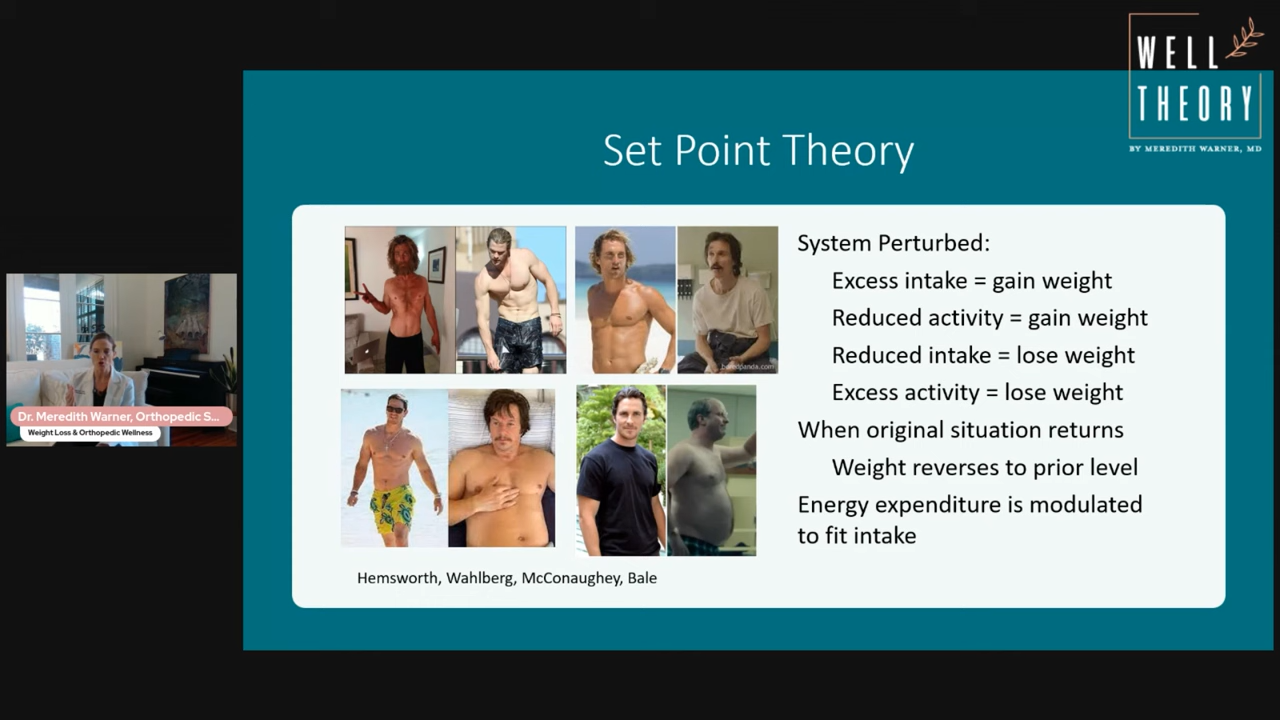 WELL
THEORY
BY MEREDITH WARNER, MD
Set Point Theory
System Perturbed:
Excess intake = gain weight
Reduced activity = gain weight
Reduced intake = lose weight
Excess activity = lose weight
When original situation returns
Weight reverses to prior level
Energy expenditure is modulated
to fit intake
boredpanda.com
Hemsworth, Wahlberg, McConaughey, Bale
Dr. Meredith Warner, Orthopedic S...
Weight Loss & Orthopedic Wellness